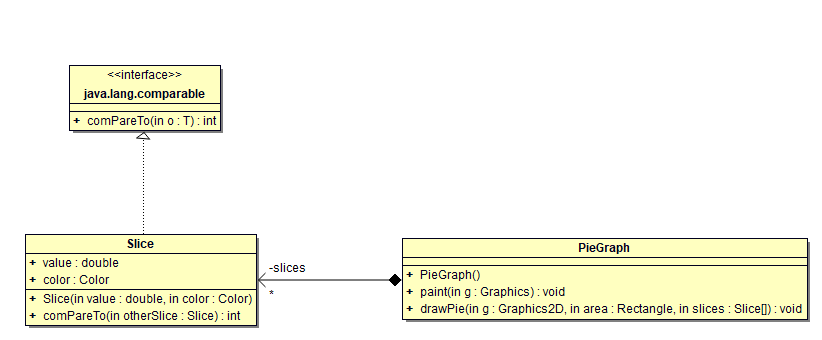 <<interface>>
java.lang.comparable
+ comPareTo(in o : T) : int
Slice
+ value : double
+ color : Color
+ Slice(in value : double, in color : Color)
+ comPareTo(in otherSlice : Slice) : int
-slices
*
PieGraph
+ PieGraph()
+ paint(in g : Graphics) : void
+ drawPie(in g : Graphics2D, in area : Rectangle, in slices : Slice[]) : void